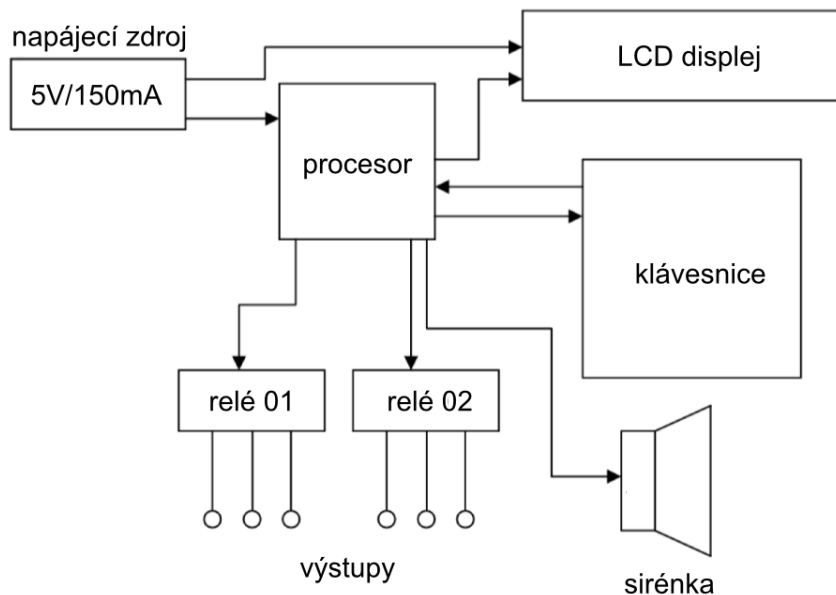 napájecí zdroj
5V/150mA
LCD displej
procesor
klávesnice
relé 01
relé 02
výstupy
sirénka